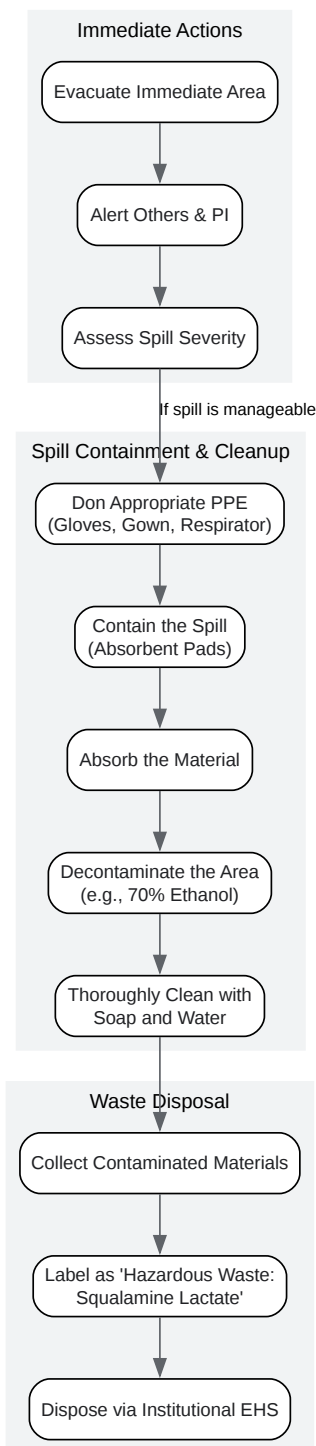 Immediate Actions
Evacuate Immediate Area
Alert Others & PI
Assess Spill Severity
If spill is manageable
Spill Containment & Cleanup
Don Appropriate PPE
(Gloves, Gown, Respirator)
Contain the Spill
(Absorbent Pads)
Absorb the Material
Decontaminate the Area
(e.g., 70% Ethanol)
Thoroughly Clean with
Soap and Water
Waste Disposal
Collect Contaminated Materials
Label as 'Hazardous Waste:
Squalamine Lactate'
Dispose via Institutional EHS